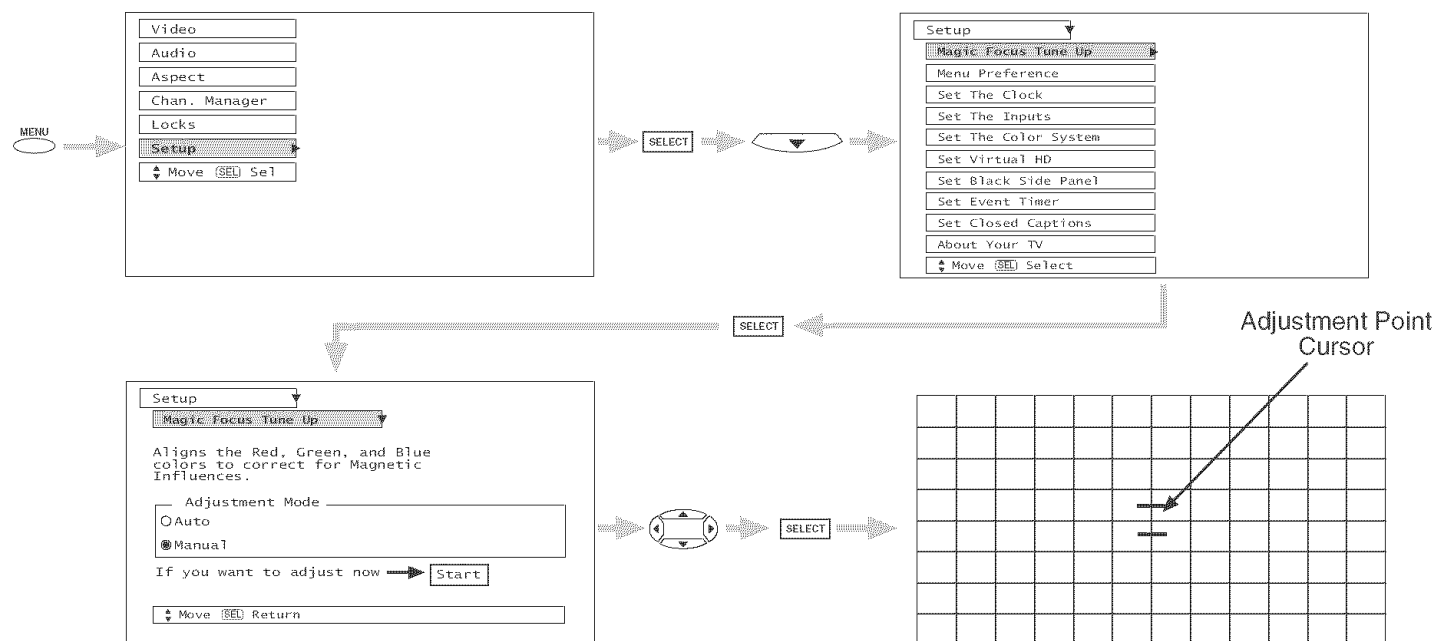 MENU
Video
Audio
Aspect
Chan. Manager
Locks
Setup
Move SEL Sel
SELECT
Setup
Magic Focus Tune Up
Menu Preference
Set The Clock
Set The Inputs
Set The Color System
Set Virtual HD
Set Black Side Panel
Set Event Timer
Set Closed Captions
About Your TV
Move SEL Select
SELECT
Setup
Magic Focus Tune Up
Aligns the Red, Green, and Blue
colors to correct for Magnetic
Influences.
Adjustment Mode
Auto
Manual
If you want to adjust now Start
Move SEL Return
SELECT
Adjustment Point
Cursor